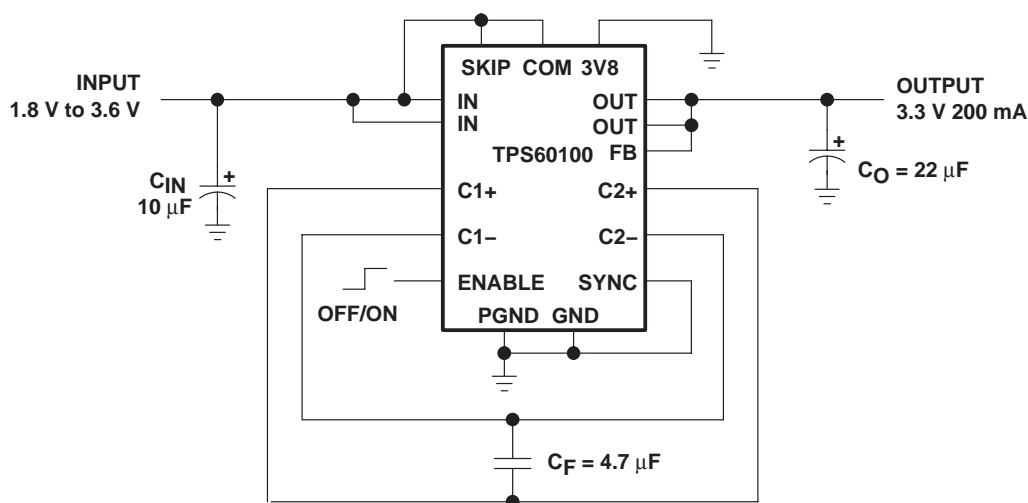 SKIP COM 3V8
INPUT
1.8 V to 3.6 V
IN
IN
OUT
OUT
OUTPUT
3.3 V 200 mA
TPS60100 FB
CIN
10 μF
CO = 22 μF
C1+
C2+
C1–
C2–
ENABLE
SYNC
OFF/ON
PGND GND
CF = 4.7 μF